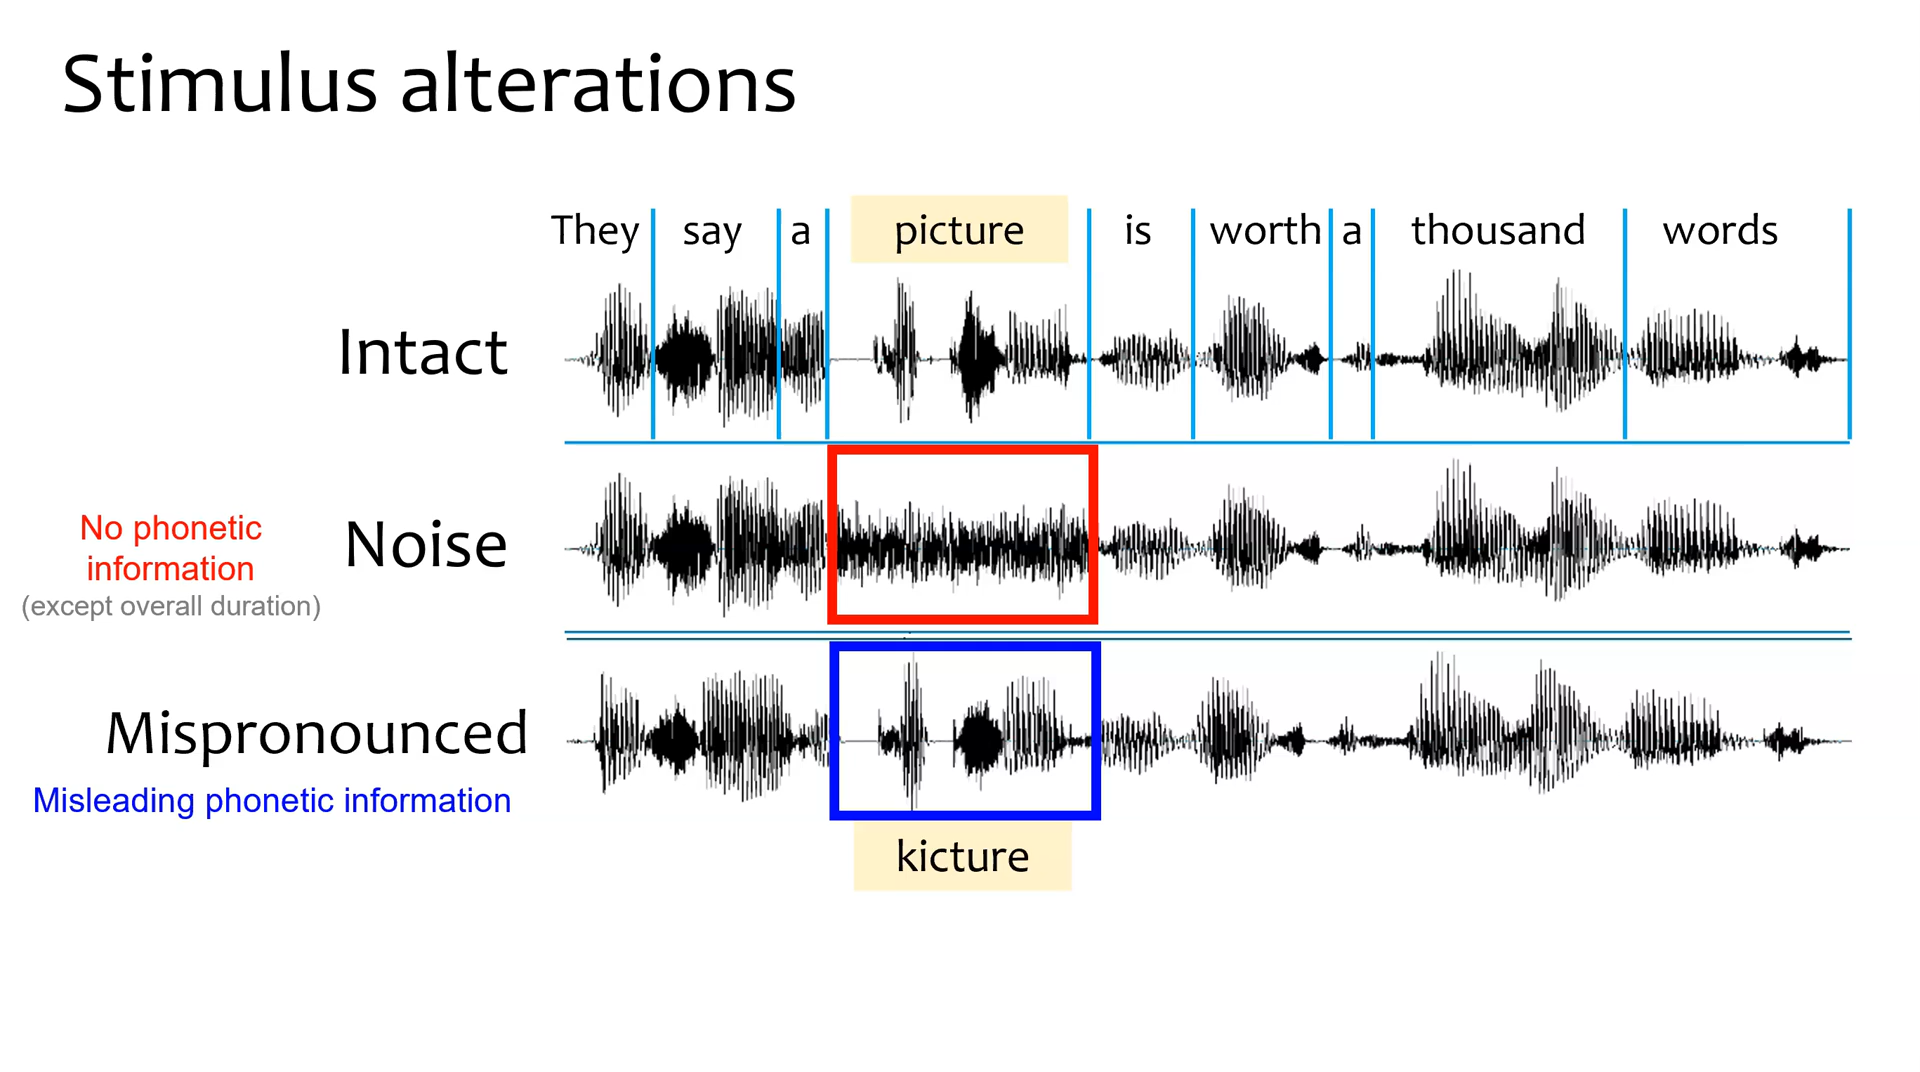 Stimulus alterations
They say a picture is worth a thousand words
Intact
No phonetic
information
(except overall duration)
Noise
Mispronounced
Misleading phonetic information
kicture